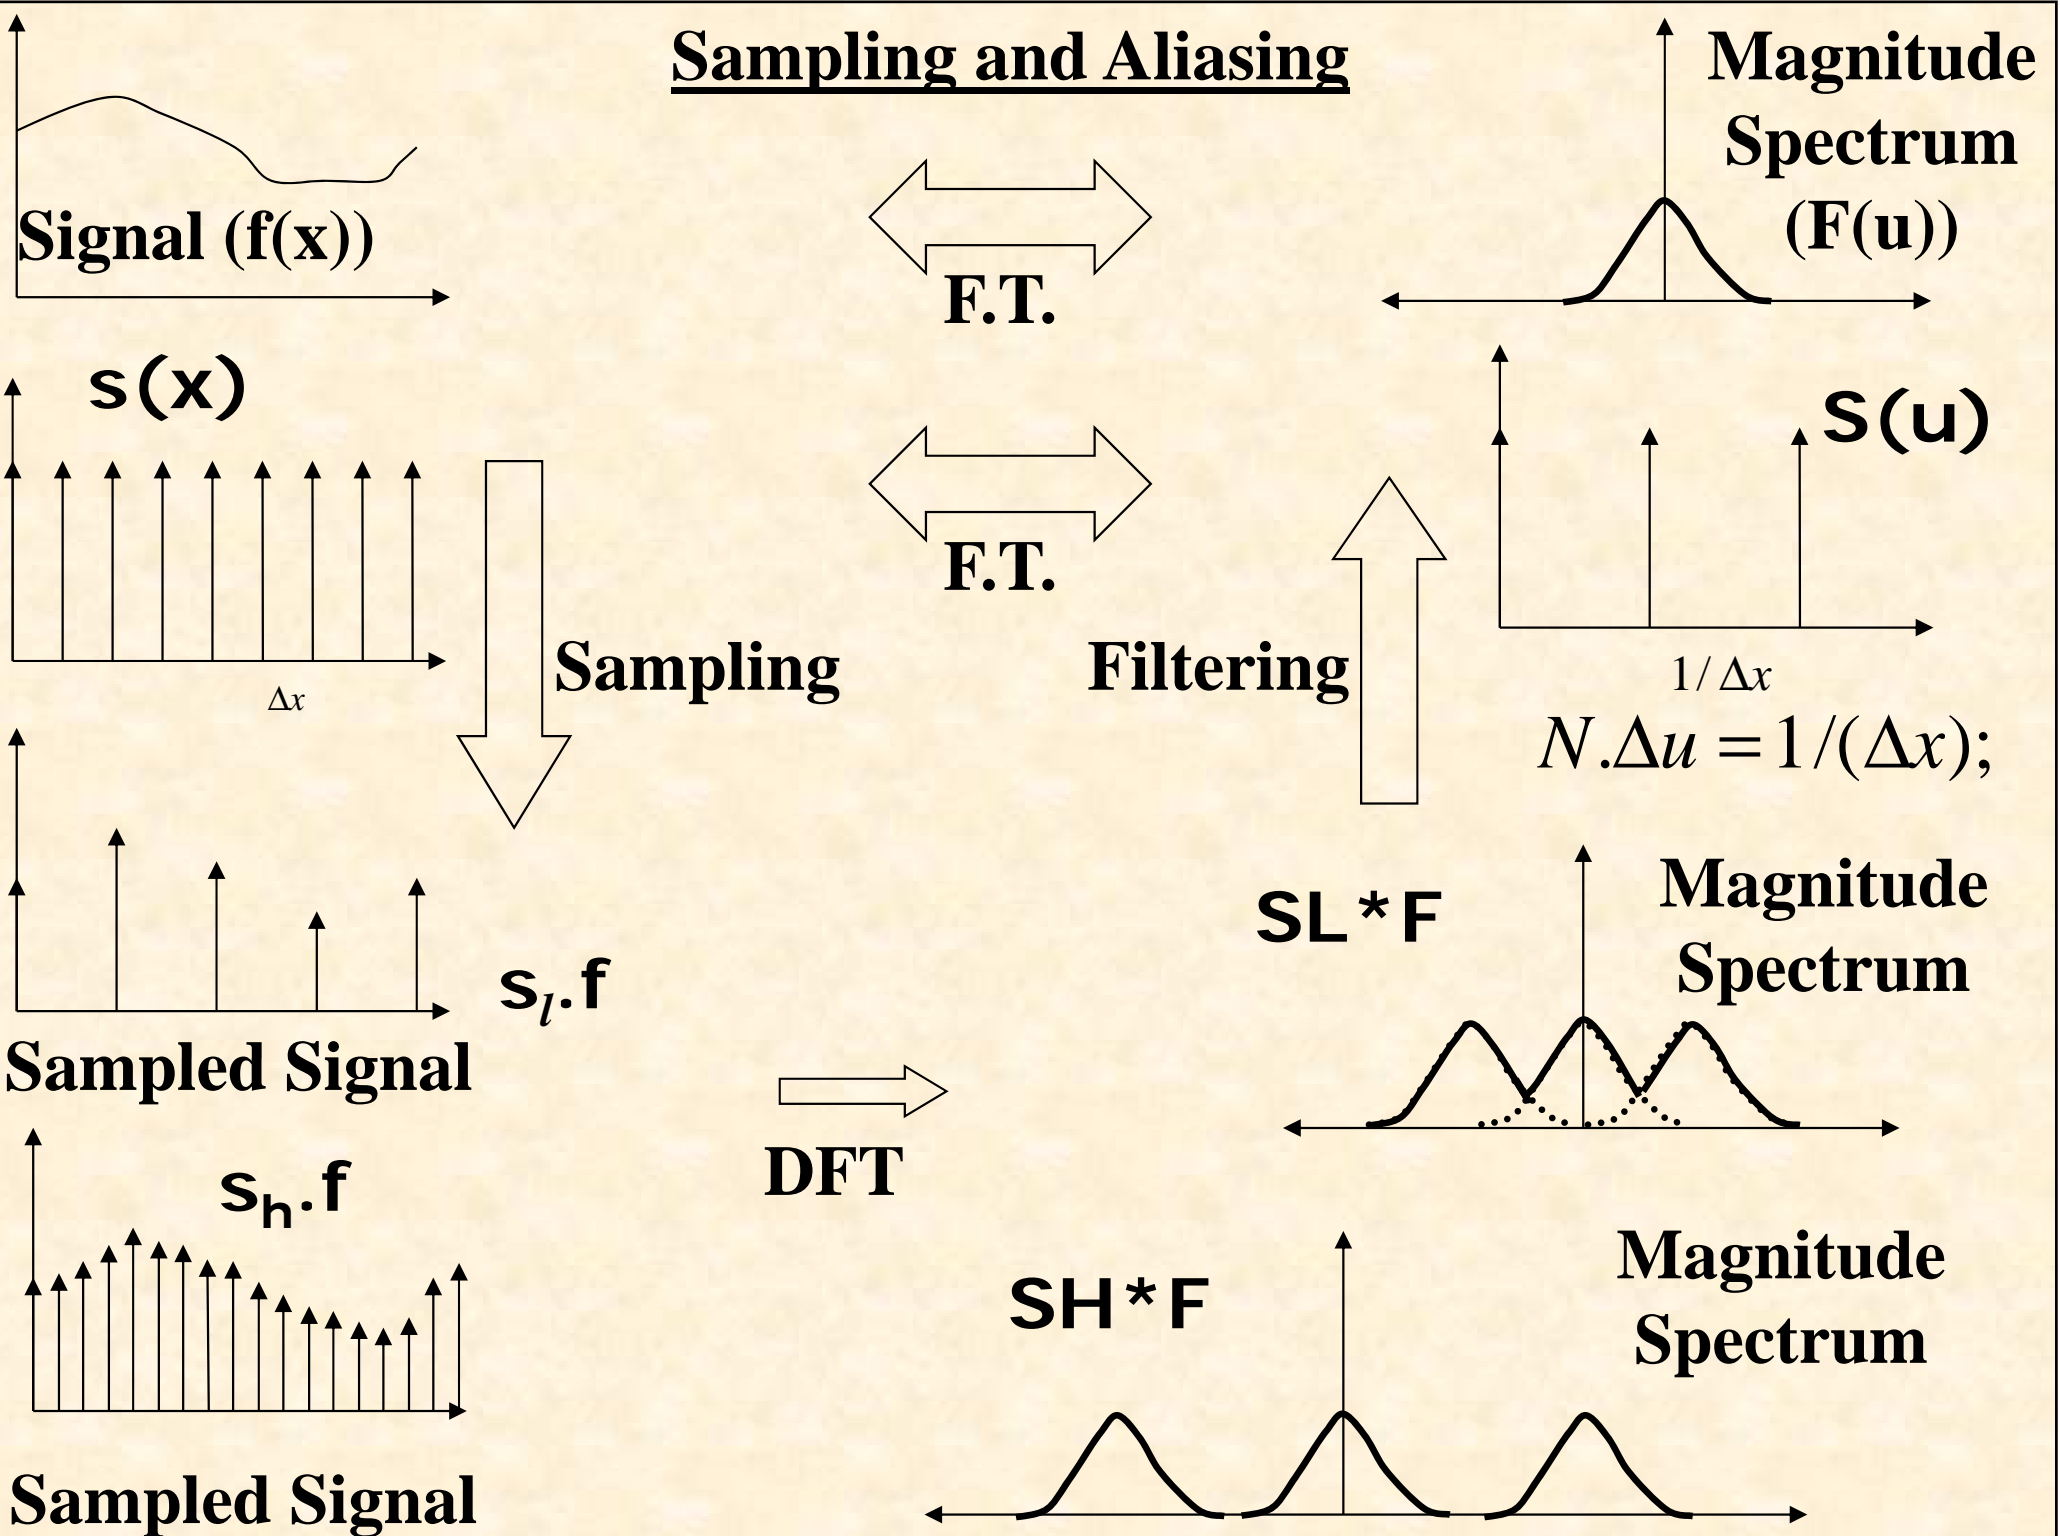 Sampling and Aliasing
Magnitude
Spectrum
(F(u))
Signal (f(x))
F.T.
s(x)
S(u)
F.T.
Sampling
Filtering
Δx
1/Δx
N.Δu = 1/(Δx);
SL*F
Magnitude
Spectrum
s_l.f
Sampled Signal
DFT
s_h.f
SH*F
Magnitude
Spectrum
Sampled Signal